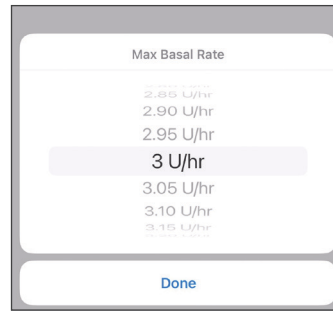 Max Basal Rate
2.85 U/hr
2.90 U/hr
2.95 U/hr
3 U/hr
3.05 U/hr
3.10 U/hr
3.15 U/hr
Done